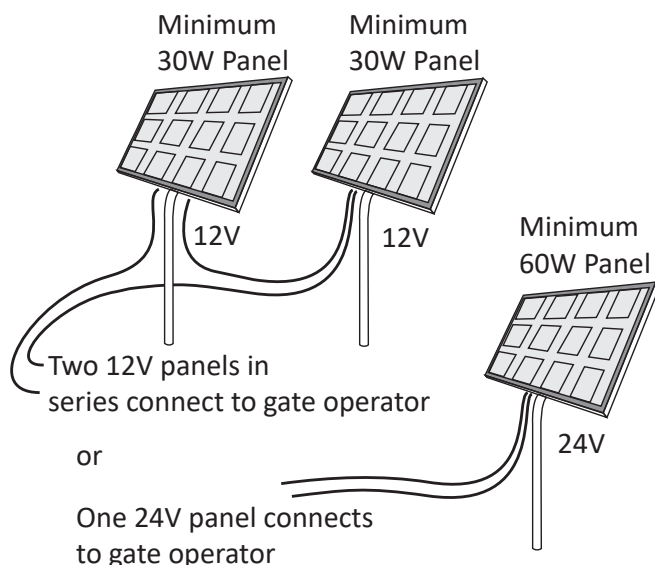 Minimum
30W Panel
Minimum
30W Panel
12V
12V
Minimum
60W Panel
Two 12V panels in
series connect to gate operator
24V
or
One 24V panel connects
to gate operator